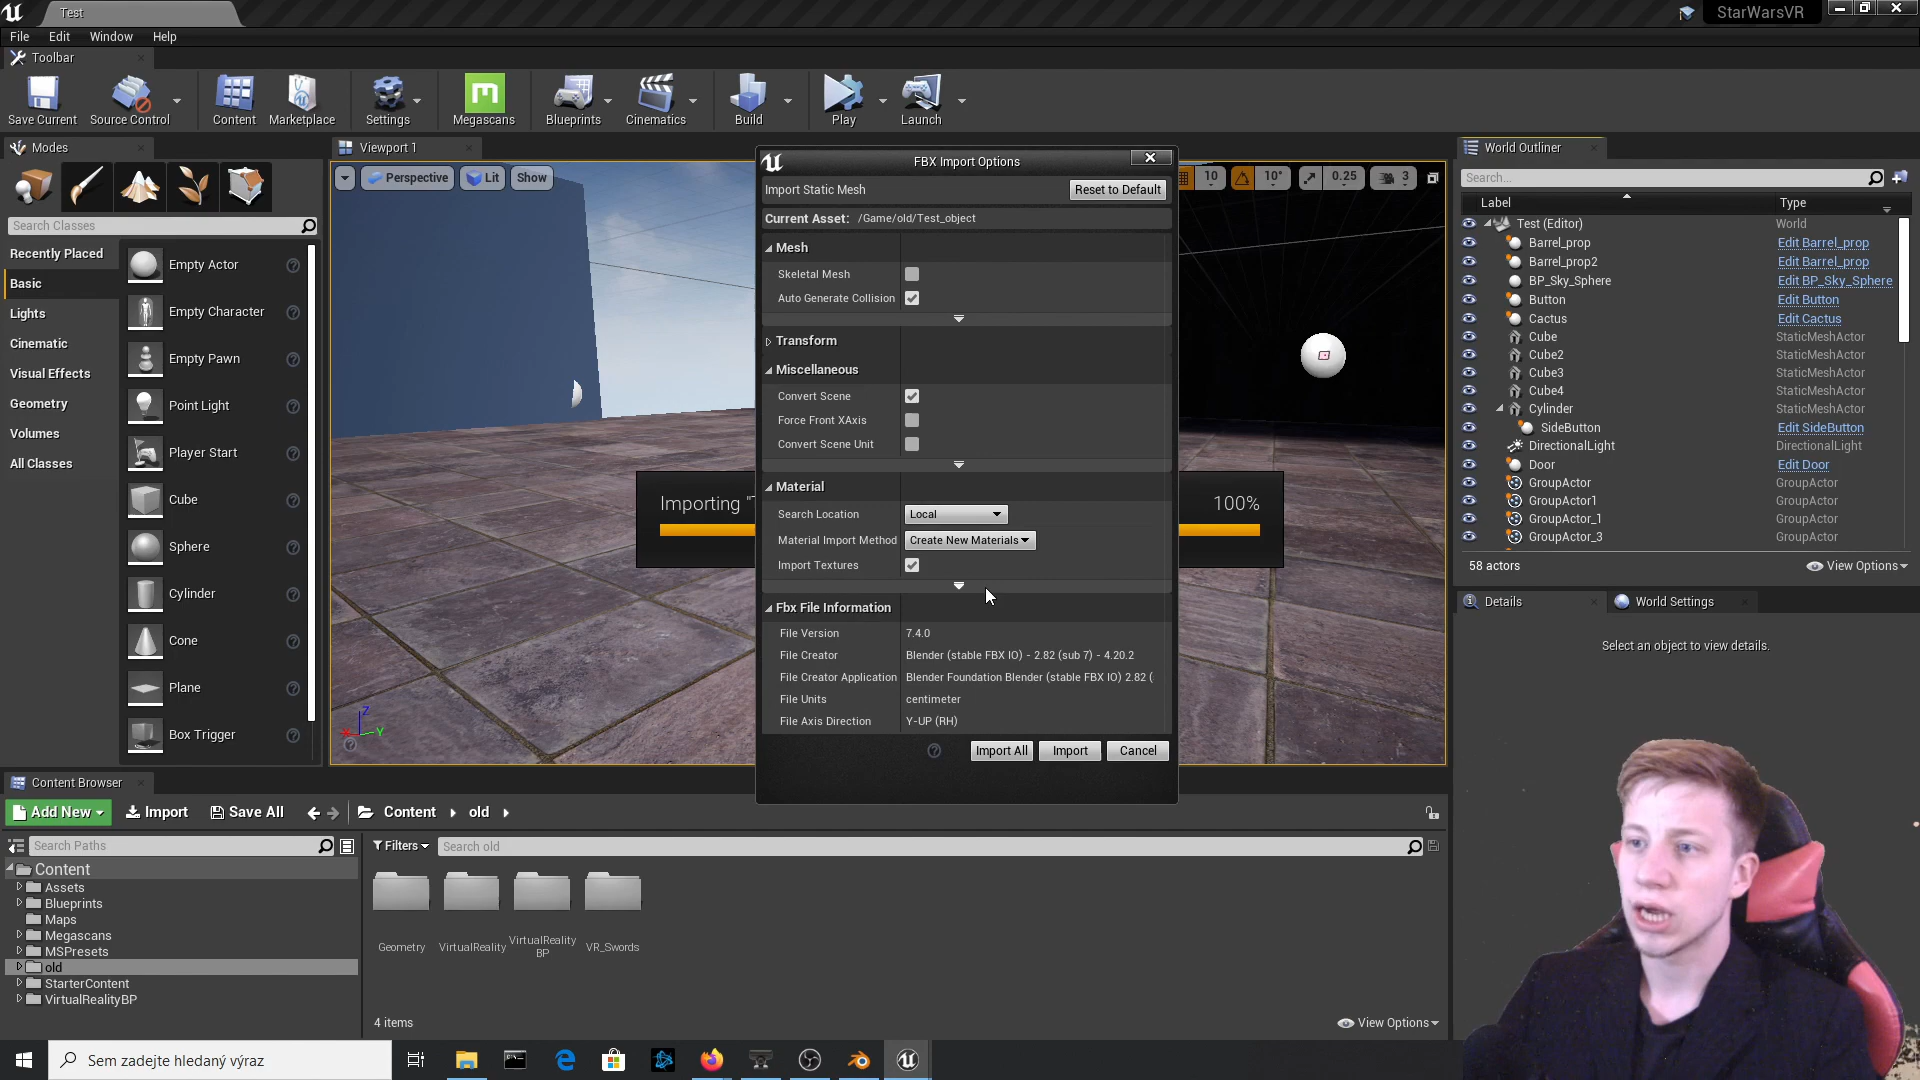 Test
StarWarsVR
File Edit Window Help
Toolbar
Save Current
Source Control
Content
Marketplace
Settings
Megascans
Blueprints
Cinematics
Build
Play
Launch
Modes
Search Classes
Recently Placed
Basic
Lights
Cinematic
Visual Effects
Geometry
Volumes
All Classes
Empty Actor
Empty Character
Empty Pawn
Point Light
Player Start
Cube
Sphere
Cylinder
Cone
Plane
Box Trigger
Viewport 1
Perspective
Lit
Show
10
10°
0.25
3
Z
X
Y
Importing "
100%
FBX Import Options
Import Static Mesh
Reset to Default
Current Asset: /Game/old/Test_object
Mesh
Skeletal Mesh
Auto Generate Collision
Transform
Miscellaneous
Convert Scene
Force Front XAxis
Convert Scene Unit
Material
Search Location Local
Material Import Method Create New Materials
Import Textures
Fbx File Information
File Version 7.4.0
File Creator Blender (stable FBX IO) - 2.82 (sub 7) - 4.20.2
File Creator Application Blender Foundation Blender (stable FBX IO) 2.82 (
File Units centimeter
File Axis Direction Y-UP (RH)
Import All
Import
Cancel
World Outliner
Search...
Label Type
Test (Editor) World
Barrel_prop Edit Barrel_prop
Barrel_prop2 Edit Barrel_prop
BP_Sky_Sphere Edit BP_Sky_Sphere
Button Edit Button
Cactus Edit Cactus
Cube StaticMeshActor
Cube2 StaticMeshActor
Cube3 StaticMeshActor
Cube4 StaticMeshActor
Cylinder StaticMeshActor
SideButton Edit SideButton
DirectionalLight DirectionalLight
Door Edit Door
GroupActor GroupActor
GroupActor1 GroupActor
GroupActor_1 GroupActor
GroupActor_3 GroupActor
58 actors
View Options
Details
World Settings
Select an object to view details.
Content Browser
Add New
Import
Save All
Content
old
Search Paths
Filters
Search old
Content
Assets
Blueprints
Maps
Megascans
MSPresets
old
StarterContent
VirtualRealityBP
Geometry
VirtualReality
VirtualReality
BP
VR_Swords
4 items
View Options
Sem zadejte hledaný výraz